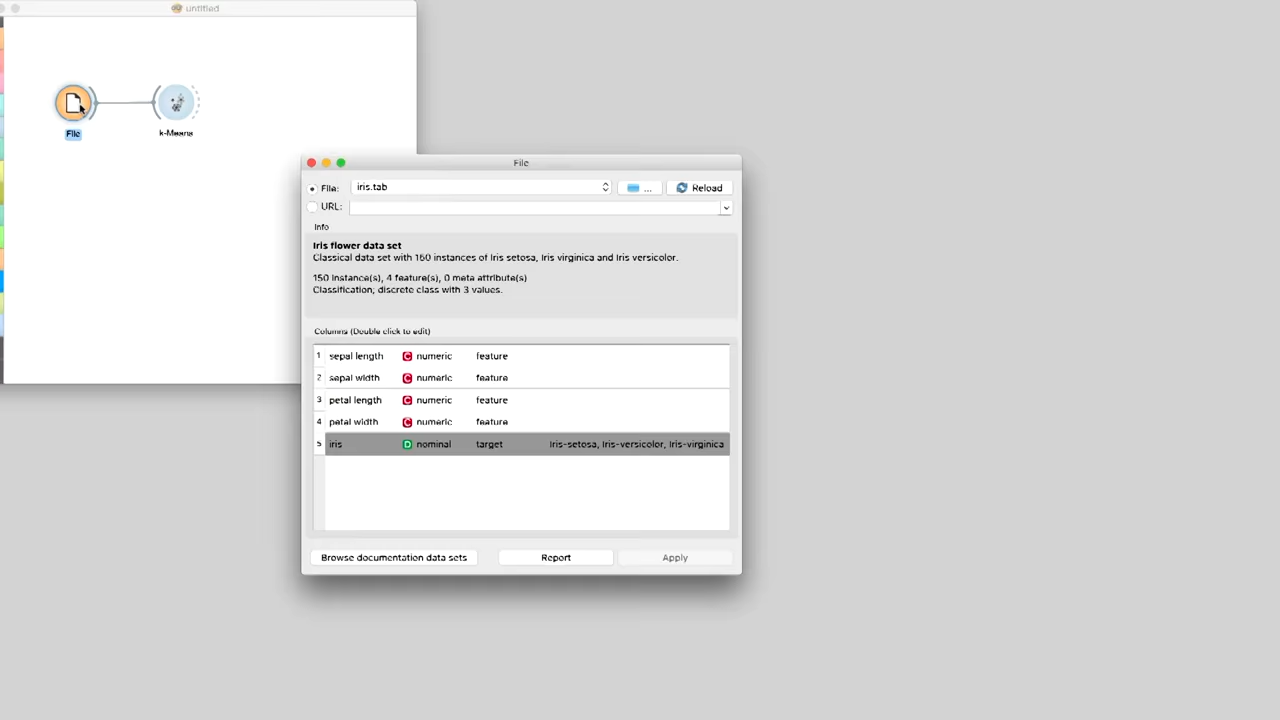 untitled
File
k-Means
File
File: iris.tab ... Reload
URL:
Info
Iris flower data set
Classical data set with 150 instances of Iris setosa, Iris virginica and Iris versicolor.
150 instance(s), 4 feature(s), 0 meta attribute(s)
Classification; discrete class with 3 values.
Columns (Double click to edit)
1 sepal length C numeric feature
2 sepal width C numeric feature
3 petal length C numeric feature
4 petal width C numeric feature
5 iris D nominal target Iris-setosa, Iris-versicolor, Iris-virginica
Browse documentation data sets Report Apply